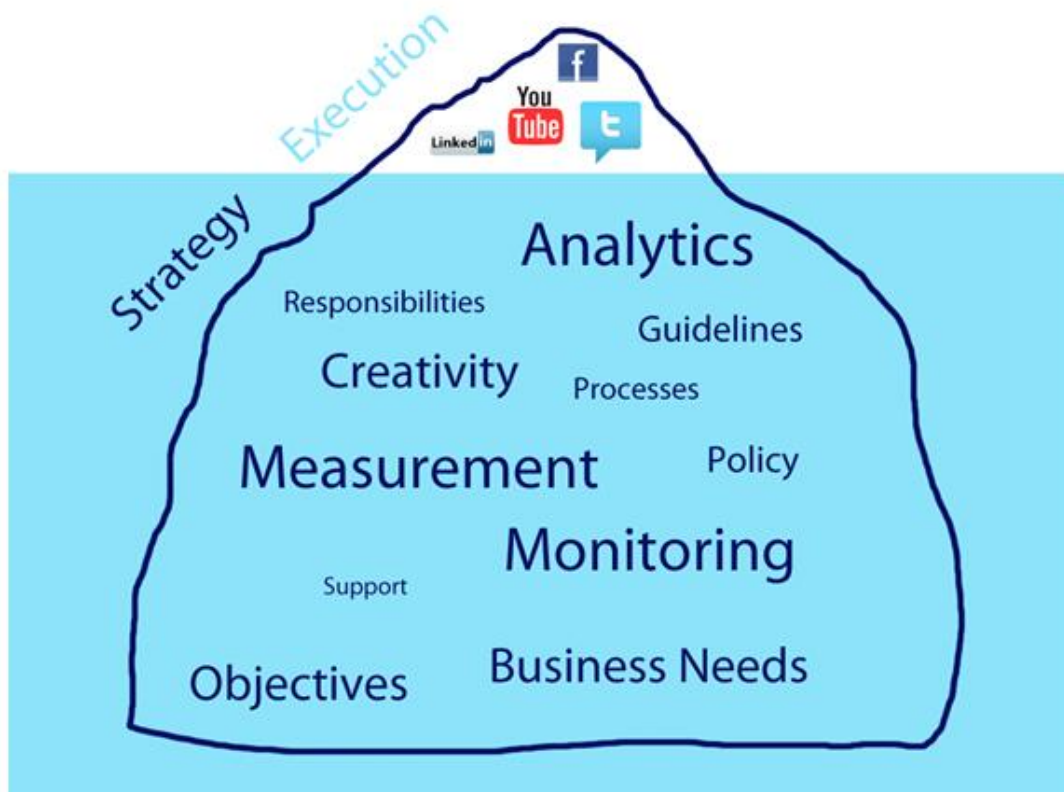 Execution
f
You
Tube
Linked in
t
Strategy
Analytics
Responsibilities
Guidelines
Creativity
Processes
Measurement
Policy
Monitoring
Support
Business Needs
Objectives